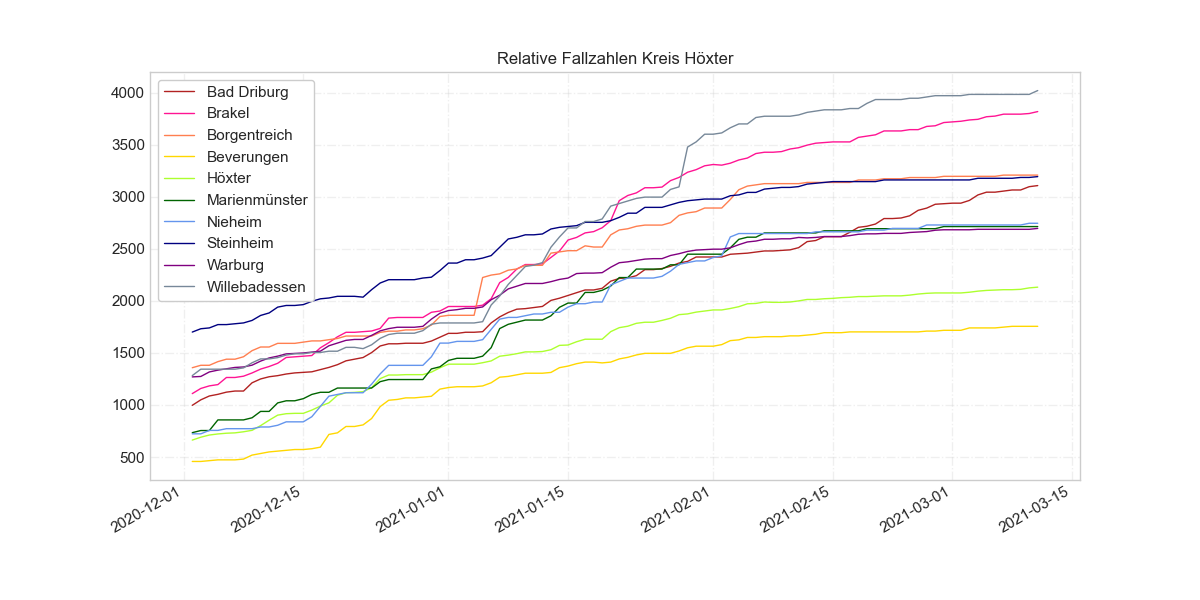 Relative Fallzahlen Kreis Höxter
4000
3500
3000
2500
2000
1500
1000
500
Bad Driburg
Brakel
Borgentreich
Beverungen
Höxter
Marienmünster
Nieheim
Steinheim
Warburg
Willebadessen
2020-12-01
2020-12-15
2021-01-01
2021-01-15
2021-02-01
2021-02-15
2021-03-01
2021-03-15